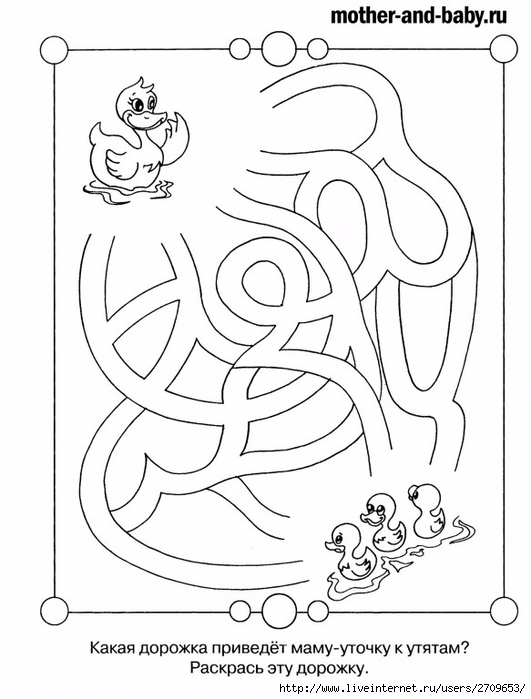 mother-and-baby.ru
Какая дорожка приведёт маму-уточку к утятам?
Раскрась эту дорожку.
http://www.liveinternet.ru/users/2709653/